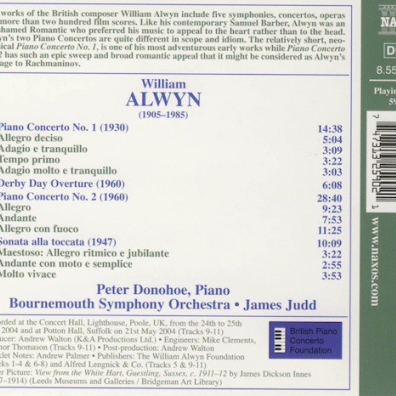 works of the British composer William Alwyn include five symphonies, concertos, operas
more than two hundred film scores. Like his contemporary Samuel Barber, Alwyn was an
shamed Romantic who preferred his music to appeal to the heart rather than to the head.
yn's two Piano Concertos are quite different in scope and idiom. The relatively short, neo-
sical Piano Concerto No. 1, is one of his most adventurous early works while Piano Concerto
2 has such an epic sweep and broad romantic appeal that it might be considered as Alwyn's
age to Rachmaninov.
William
ALWYN
(1905–1985)
Piano Concerto No. 1 (1930) 14:38
Allegro deciso 5:04
Adagio e tranquillo 3:09
Tempo primo 3:22
Adagio molto e tranquillo 3:03
Derby Day Overture (1960) 6:08
Piano Concerto No. 2 (1960) 28:40
Allegro 9:23
Andante 7:53
Allegro con fuoco 11:25
Sonata alla toccata (1947) 10:09
Maestoso: Allegro ritmico e jubilante 3:22
Andante con moto e semplice 2:55
Molto vivace 3:53
Peter Donohoe, Piano
Bournemouth Symphony Orchestra • James Judd
orded at the Concert Hall, Lighthouse, Poole, UK, from the 24th to 25th
2004 and at Potton Hall, Suffolk on 21st May 2004 (Tracks 9-11)
ucer: Andrew Walton (K&A Productions Ltd.) • Engineers: Mike Clements,
nor Thomason (Tracks 9-11) • Post-production: Andrew Walton
klet Notes: Andrew Palmer • Publishers: The William Alwyn Foundation
cks 1-4 & 6-8) and Alfred Lengnick & Co. (Tracks 5 & 9-11)
er Picture: View from the White Hart, Guestling, Sussex, c. 1911–12 by James Dickson Innes
7–1914) (Leeds Museums and Galleries / Bridgeman Art Library)
British Piano
Concerto
Foundation
NA
D
8.55
Playin
59
www.naxos.com